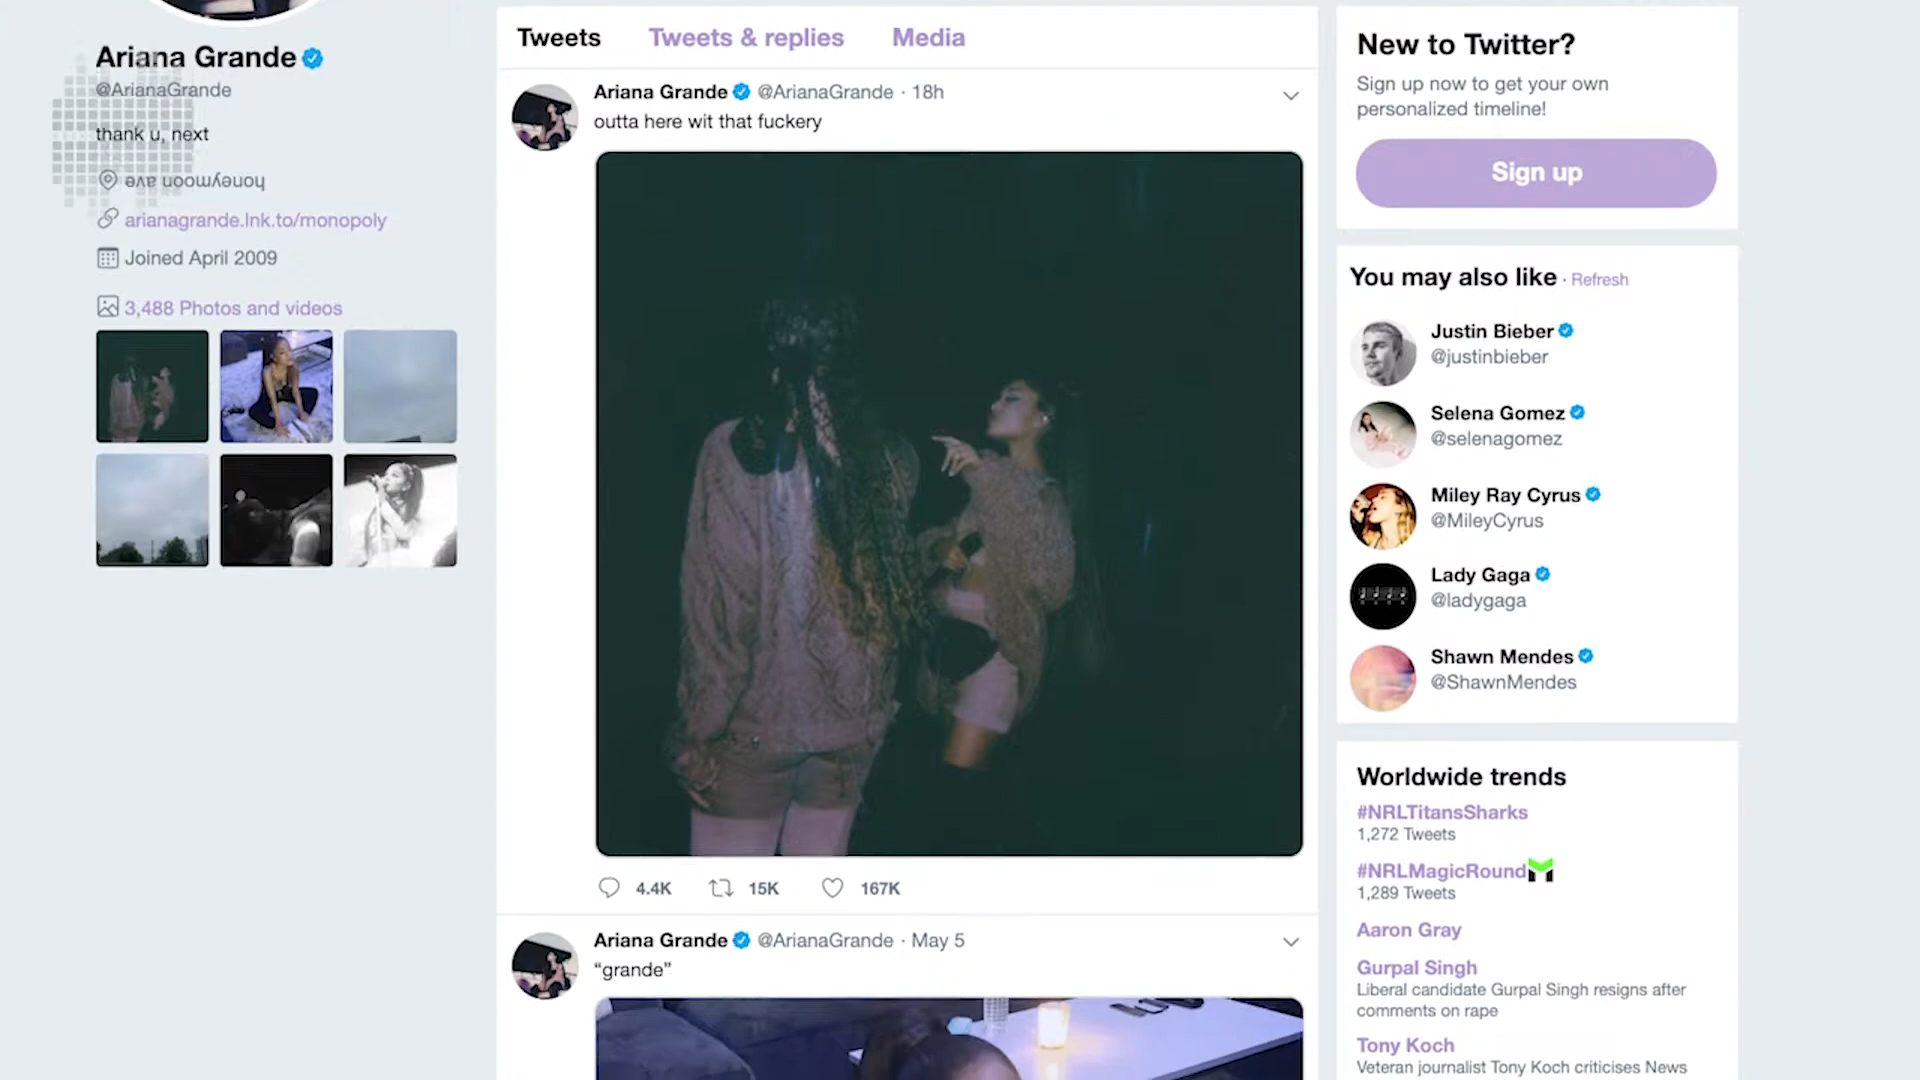 Ariana Grande
@ArianaGrande
thank u, next
honeymoon ave
arianagrande.lnk.to/monopoly
Joined April 2009
3,488 Photos and videos
Tweets Tweets & replies Media
Ariana Grande @ArianaGrande · 18h
outta here wit that fuckery
4.4K 15K 167K
Ariana Grande @ArianaGrande · May 5
“grande”
New to Twitter?
Sign up now to get your own
personalized timeline!
Sign up
You may also like · Refresh
Justin Bieber
@justinbieber
Selena Gomez
@selenagomez
Miley Ray Cyrus
@MileyCyrus
Lady Gaga
@ladygaga
Shawn Mendes
@ShawnMendes
Worldwide trends
#NRLTitansSharks
1,272 Tweets
#NRLMagicRound
1,289 Tweets
Aaron Gray
Gurpal Singh
Liberal candidate Gurpal Singh resigns after
comments on rape
Tony Koch
Veteran journalist Tony Koch criticises News